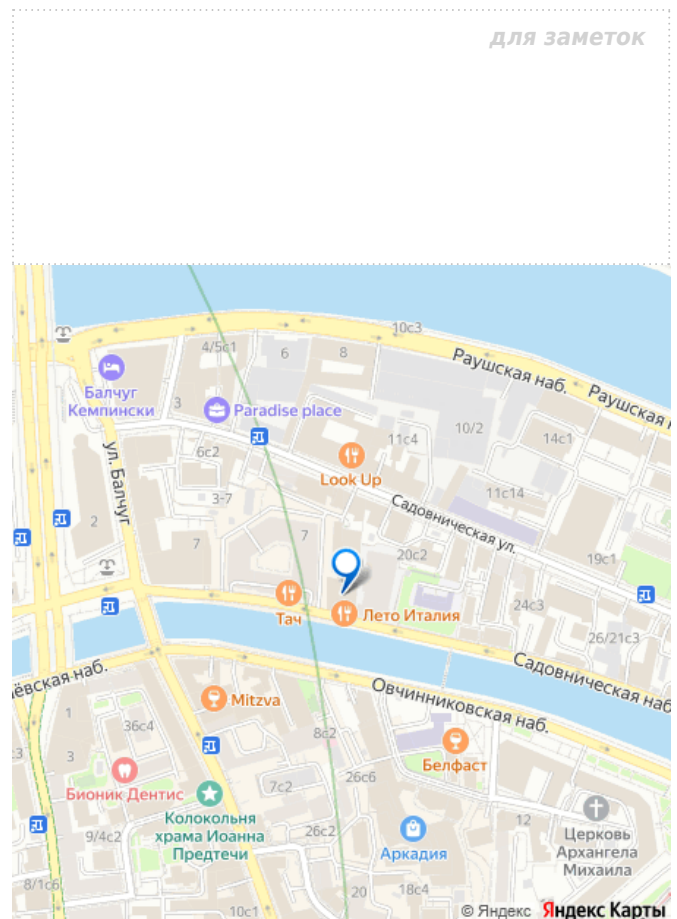 для заметок
10с3
4/5с1
6
8
Раушская наб.
Раушская н
Балчуг
Кемпински
3
Paradise place
10/2
14с1
11с4
6с2
Look Up
ул. Балчуг
3-7
11с14
Садовническая ул.
2
7
7
20с2
19с1
Тач
Лето Италия
24с3
26/21с3
Садовническая наб
ёвская наб.
Овчинниковская наб.
Mitzva
1
36с4
8с2
3
3
Белфаст
Бионик Дентис
26с6
7с2
Колокольня
храма Иоанна
Предтечи
9/4с2
26с2
12
Аркадия
Церковь
Архангела
Михаила
8/1с6
20
18с4
10с1
© Яндекс Яндекс Карты